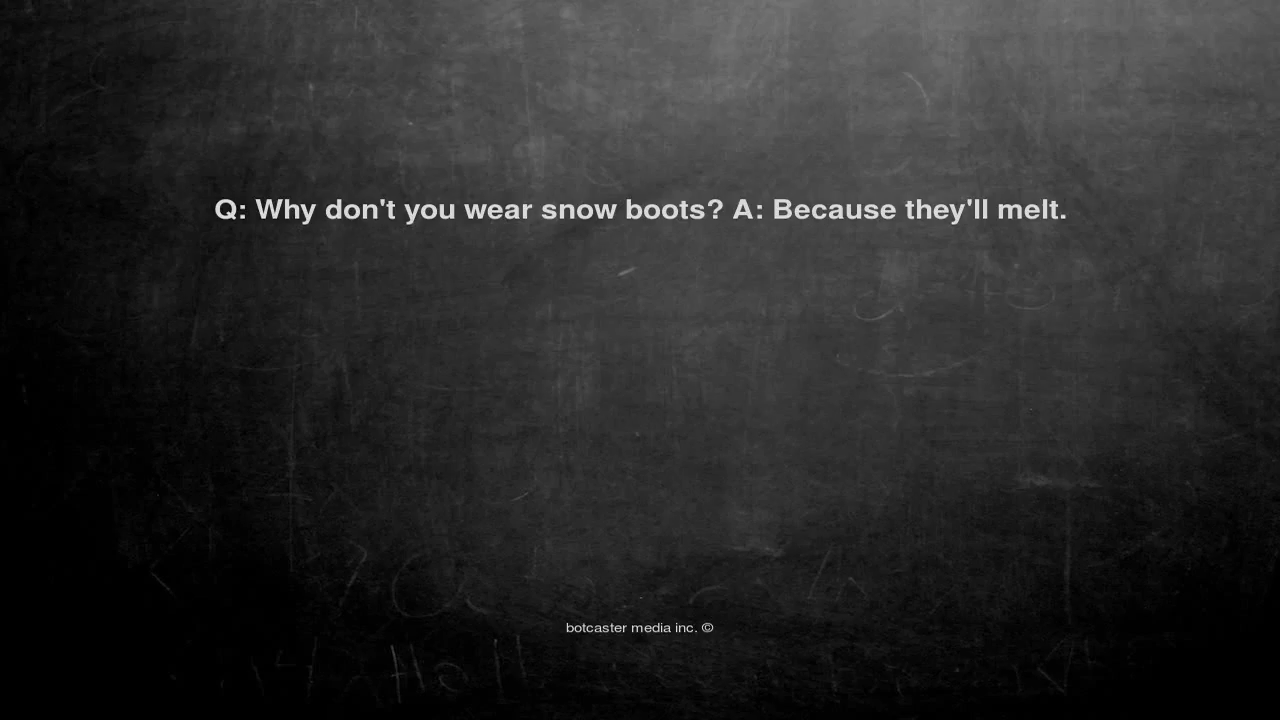 Q: Why don't you wear snow boots? A: Because they'll melt.
botcaster media inc. ©